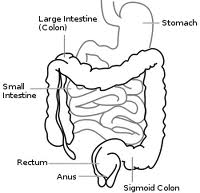 Large Intestine
(Colon)
Stomach
Small
Intestine
Rectum
Anus
Sigmoid Colon